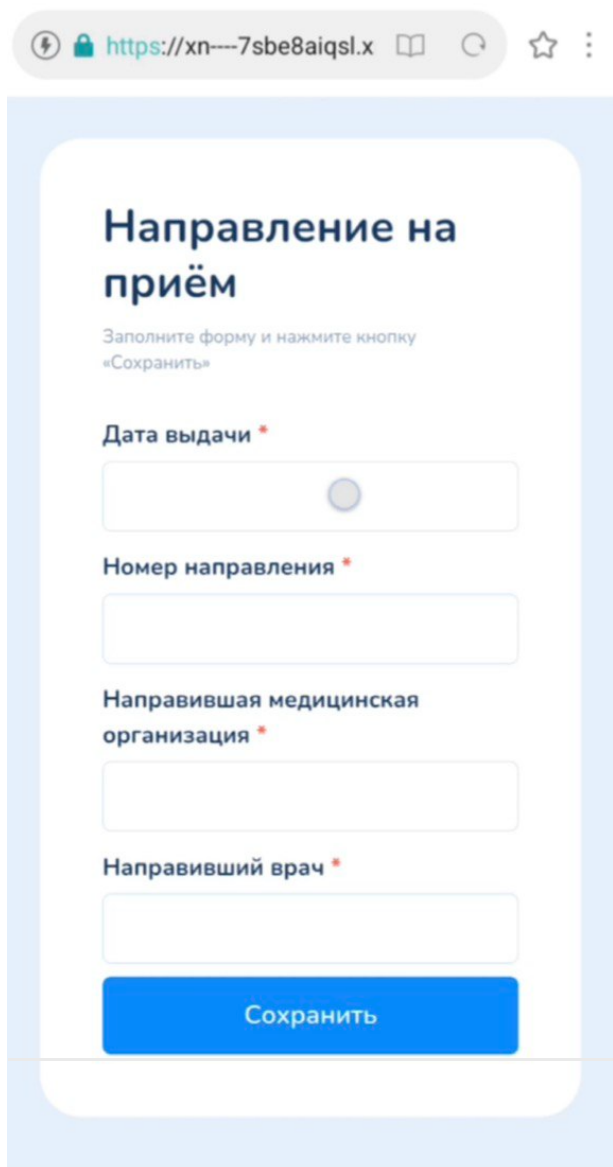 https://xn----7sbe8aiqsl.x
Направление на
приём
Заполните форму и нажмите кнопку
«Сохранить»
Дата выдачи *
Номер направления *
Направившая медицинская
организация *
Направивший врач *
Сохранить